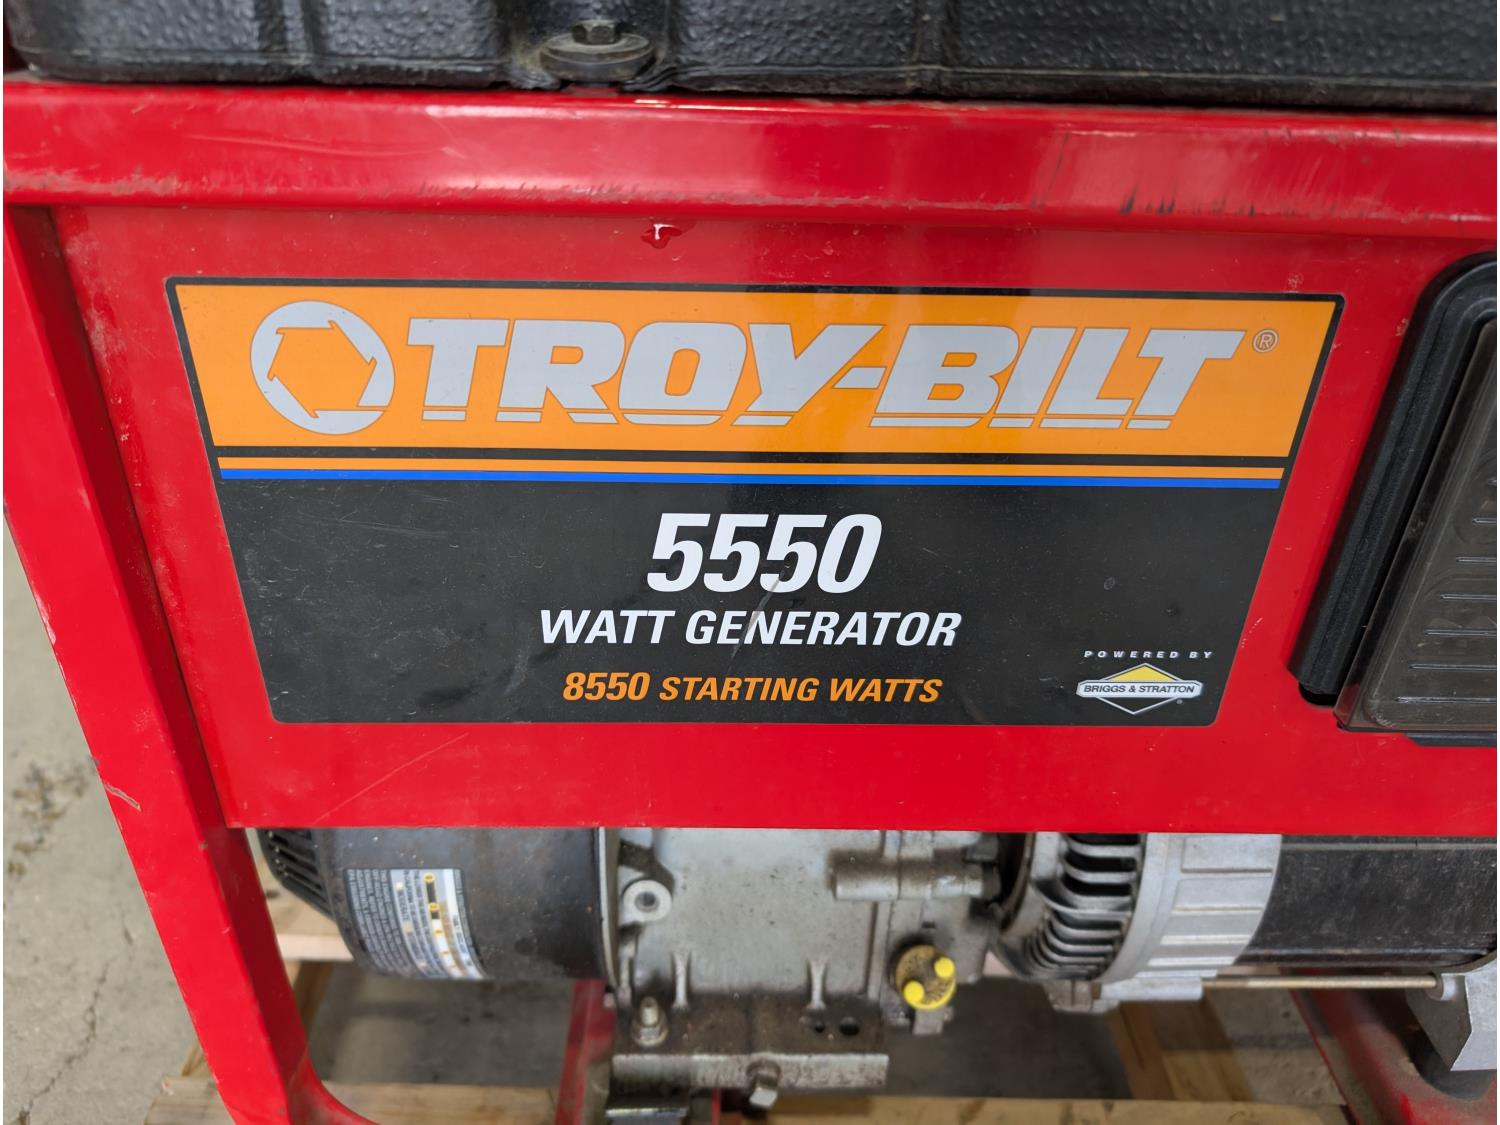 TROY-BILT®
5550
WATT GENERATOR
8550 STARTING WATTS
POWERED BY
BRIGGS & STRATTON